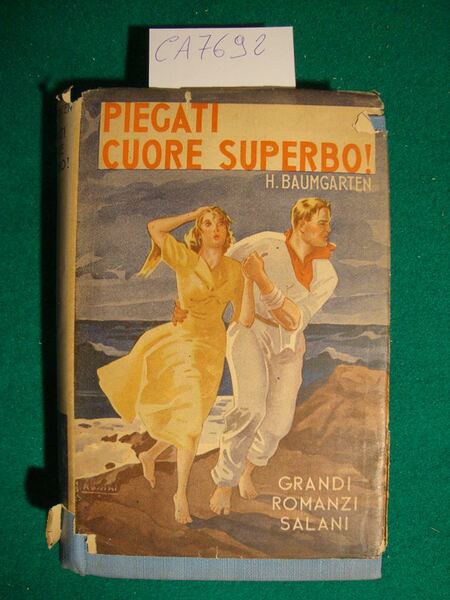 CA7692
PIEGATI
CUORE SUPERBO!
H. BAUMGARTEN
GRANDI
ROMANZI
SALANI